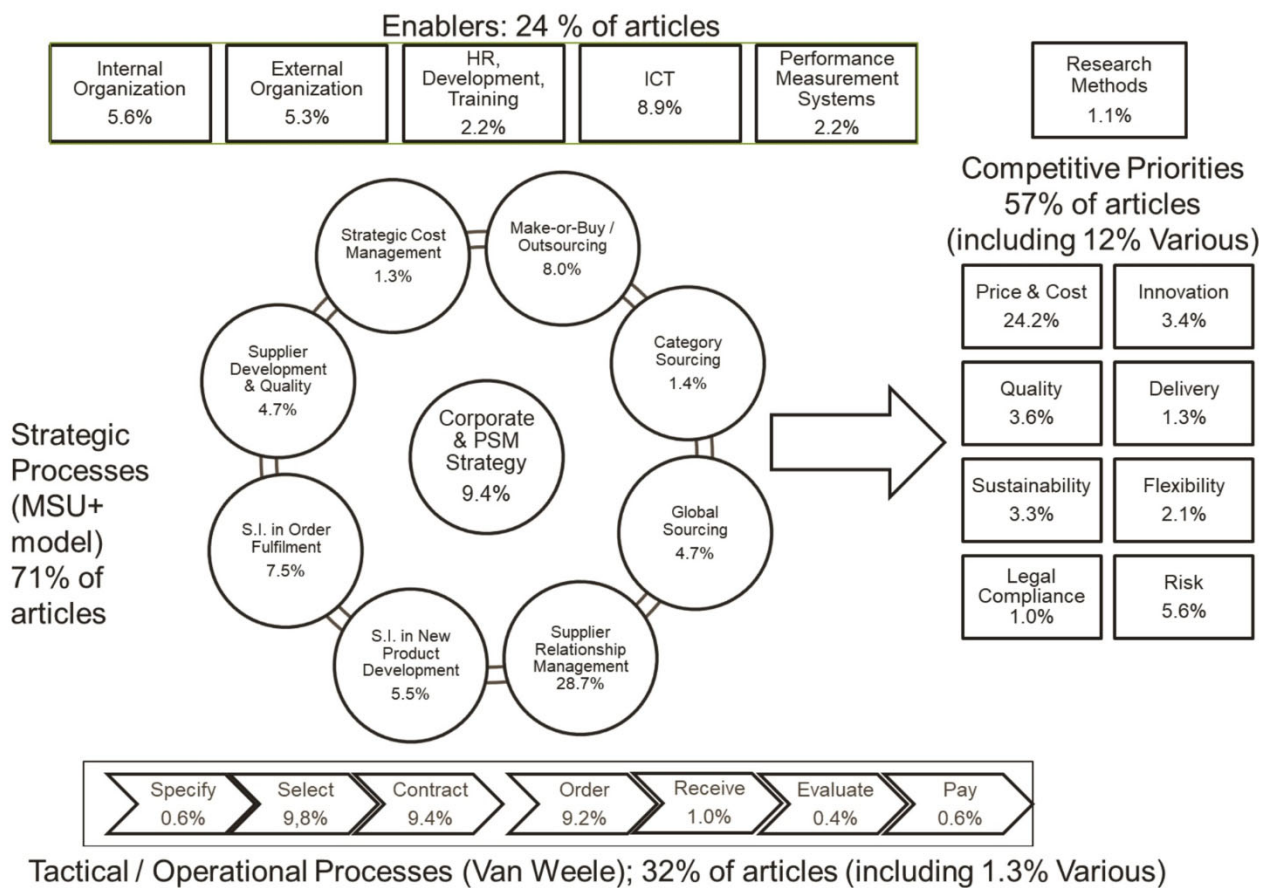 Enablers: 24 % of articles
Internal
Organization
5.6%
External
Organization
5.3%
HR,
Development,
Training
2.2%
ICT
8.9%
Performance
Measurement
Systems
2.2%
Research
Methods
1.1%
Competitive Priorities
57% of articles
(including 12% Various)
Price & Cost
24.2%
Innovation
3.4%
Quality
3.6%
Delivery
1.3%
Sustainability
3.3%
Flexibility
2.1%
Legal
Compliance
1.0%
Risk
5.6%
Strategic
Processes
(MSU+
model)
71% of
articles
Strategic Cost
Management
1.3%
Make-or-Buy /
Outsourcing
8.0%
Category
Sourcing
1.4%
Global
Sourcing
4.7%
Supplier
Relationship
Management
28.7%
S.I. in New
Product
Development
5.5%
S.I. in Order
Fulfilment
7.5%
Supplier
Development
& Quality
4.7%
Corporate
& PSM
Strategy
9.4%
Specify
0.6%
Select
9,8%
Contract
9.4%
Order
9.2%
Receive
1.0%
Evaluate
0.4%
Pay
0.6%
Tactical / Operational Processes (Van Weele); 32% of articles (including 1.3% Various)